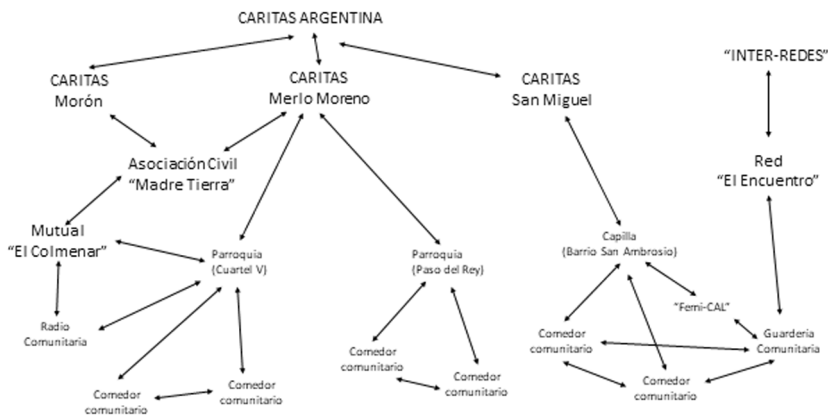 CARITAS ARGENTINA
CARITAS
Morón
CARITAS
Merlo Moreno
CARITAS
San Miguel
“INTER-REDES”
Asociación Civil
“Madre Tierra”
Red
“El Encuentro”
Mutual
“El Colmenar”
Parroquia
(Cuartel V)
Parroquia
(Paso del Rey)
Capilla
(Barrio San Ambrosio)
“Femi-CAL”
Radio
Comunitaria
Comedor
comunitario
Comedor
comunitario
Guardería
Comunitaria
Comedor
comunitario
Comedor
comunitario
Comedor
comunitario
Comedor
comunitario